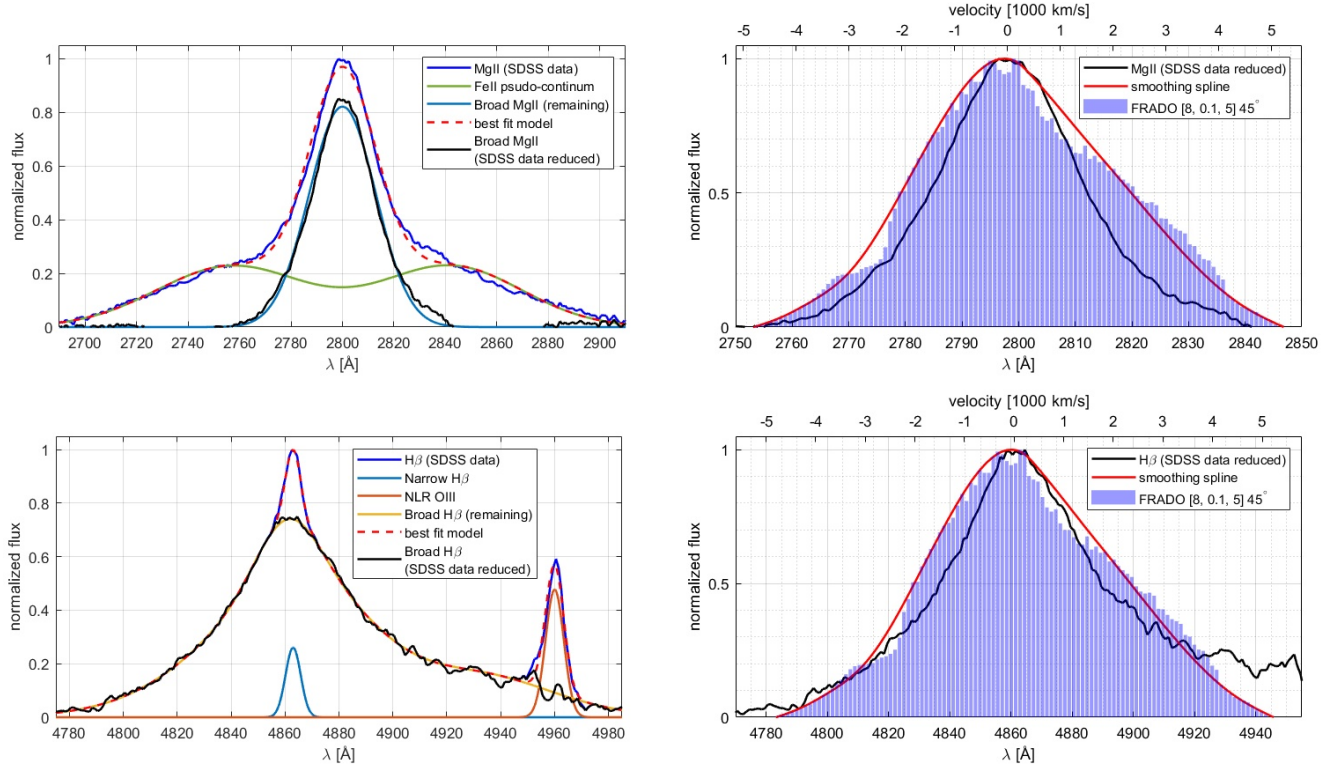 1
0.8
0.6
0.4
0.2
0
normalized flux
MgII (SDSS data)
FeII psudo-continum
Broad MgII (remaining)
best fit model
Broad MgII
(SDSS data reduced)
2700 2720 2740 2760 2780 2800 2820 2840 2860 2880 2900
λ [Å]
velocity [1000 km/s]
-5 -4 -3 -2 -1 0 1 2 3 4 5
1
0.5
0
normalized flux
MgII (SDSS data reduced)
smoothing spline
FRADO [8, 0.1, 5] 45°
2750 2760 2770 2780 2790 2800 2810 2820 2830 2840 2850
λ [Å]
1
0.8
0.6
0.4
0.2
0
normalized flux
Hβ (SDSS data)
Narrow Hβ
NLR OIII
Broad Hβ (remaining)
best fit model
Broad Hβ
(SDSS data reduced)
4780 4800 4820 4840 4860 4880 4900 4920 4940 4960 4980
λ [Å]
velocity [1000 km/s]
-5 -4 -3 -2 -1 0 1 2 3 4 5
1
0.5
0
normalized flux
Hβ (SDSS data reduced)
smoothing spline
FRADO [8, 0.1, 5] 45°
4780 4800 4820 4840 4860 4880 4900 4920 4940
λ [Å]